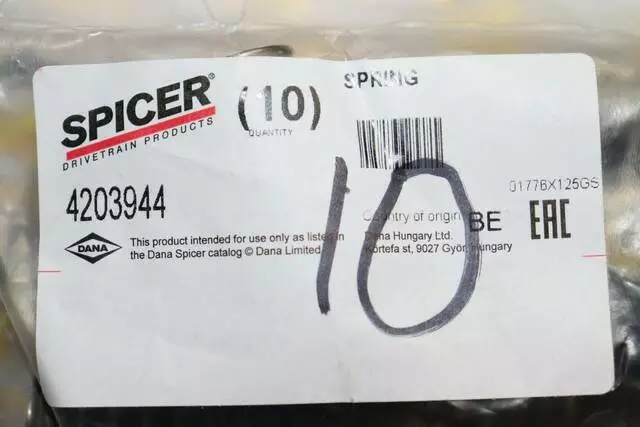 SPICER®
DRIVETRAIN PRODUCTS
(10)
QUANTITY
SPRING
4203944
01776X125GS
10
DANA
This product intended for use only as listed in
the Dana Spicer catalog © Dana Limited
Country of origin BE
Dana Hungary Ltd.
Kortefa st, 9027 Győr, Hungary
EAC